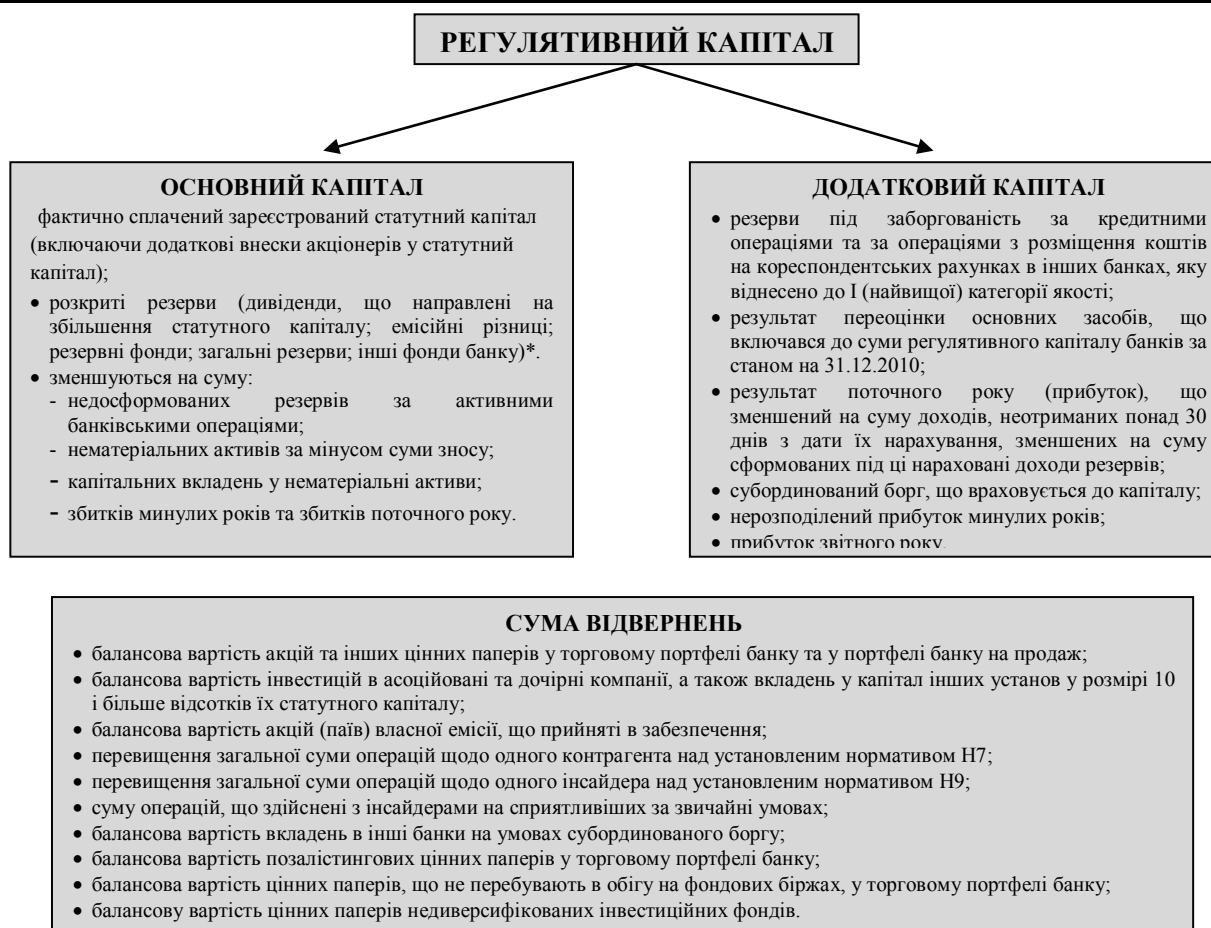 РЕГУЛЯТИВНИЙ КАПІТАЛ
ОСНОВНИЙ КАПІТАЛ
фактично сплачений зареєстрований статутний капітал
(включаючи додаткові внески акціонерів у статутний
капітал);
• розкриті резерви (дивіденди, що направлені на
збільшення статутного капіталу; емісійні різниці;
резервні фонди; загальні резерви; інші фонди банку)*.
• зменшуються на суму:
- недосформованих резервів за активними
банківськими операціями;
- нематеріальних активів за мінусом суми зносу;
- капітальних вкладень у нематеріальні активи;
- збитків минулих років та збитків поточного року.
ДОДАТКОВИЙ КАПІТАЛ
• резерви під заборгованість за кредитними
операціями та за операціями з розміщення коштів
на кореспондентських рахунках в інших банках, яку
віднесено до І (найвищої) категорії якості;
• результат переоцінки основних засобів, що
включався до суми регулятивного капіталу банків за
станом на 31.12.2010;
• результат поточного року (прибуток), що
зменшений на суму доходів, неотриманих понад 30
днів з дати їх нарахування, зменшених на суму
сформованих під ці нараховані доходи резервів;
• субординований борг, що враховується до капіталу;
• нерозподілений прибуток минулих років;
• прибуток звітного року.
СУМА ВІДВЕРНЕНЬ
• балансова вартість акцій та інших цінних паперів у торговому портфелі банку та у портфелі банку на продаж;
• балансова вартість інвестицій в асоційовані та дочірні компанії, а також вкладень у капітал інших установ у розмірі 10
і більше відсотків їх статутного капіталу;
• балансова вартість акцій (паїв) власної емісії, що прийняті в забезпечення;
• перевищення загальної суми операцій щодо одного контрагента над установленим нормативом Н7;
• перевищення загальної суми операцій щодо одного інсайдера над установленим нормативом Н9;
• суму операцій, що здійснені з інсайдерами на сприятливіших за звичайні умовах;
• балансова вартість вкладень в інші банки на умовах субординованого боргу;
• балансова вартість позалістингових цінних паперів у торговому портфелі банку;
• балансова вартість цінних паперів, що не перебувають в обігу на фондових біржах, у торговому портфелі банку;
• балансову вартість цінних паперів недиверсифікованих інвестиційних фондів.